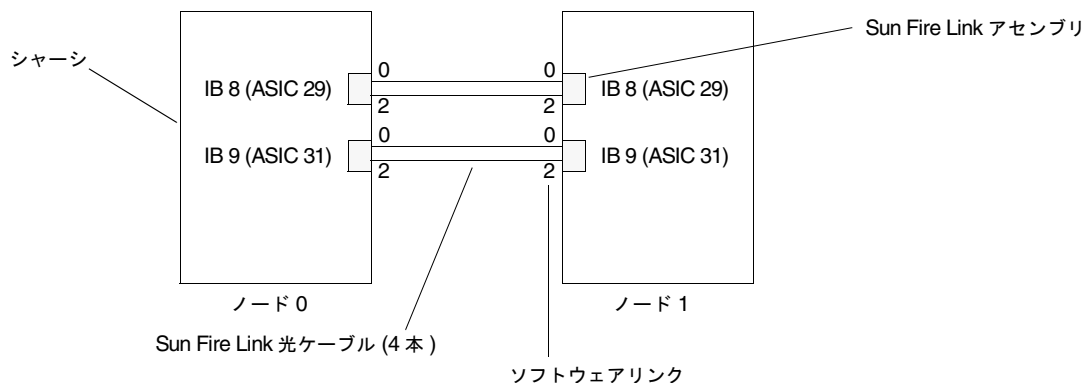 Sun Fire Link アセンブリ
シャーシ
0 0
IB 8 (ASIC 29) IB 8 (ASIC 29)
2 2
0 0
IB 9 (ASIC 31) IB 9 (ASIC 31)
2 2
ノード 0 ノード 1
Sun Fire Link 光ケーブル (4 本 )
ソフトウェアリンク